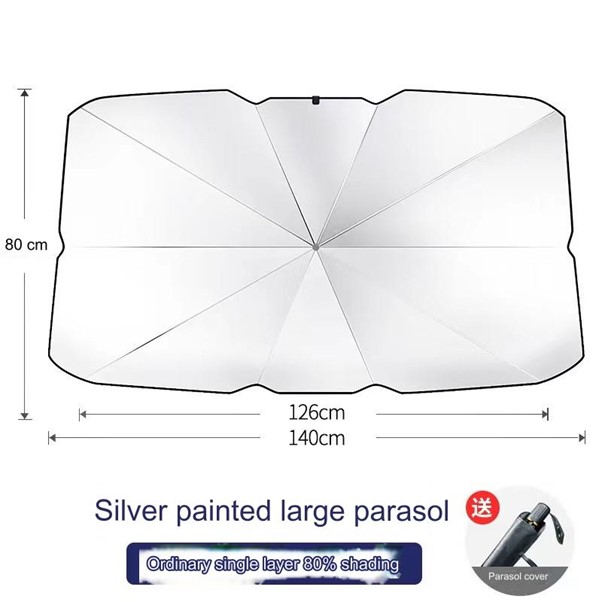 80 cm
126cm
140cm
Silver painted large parasol
Ordinary single layer 80% shading
送
Parasol cover